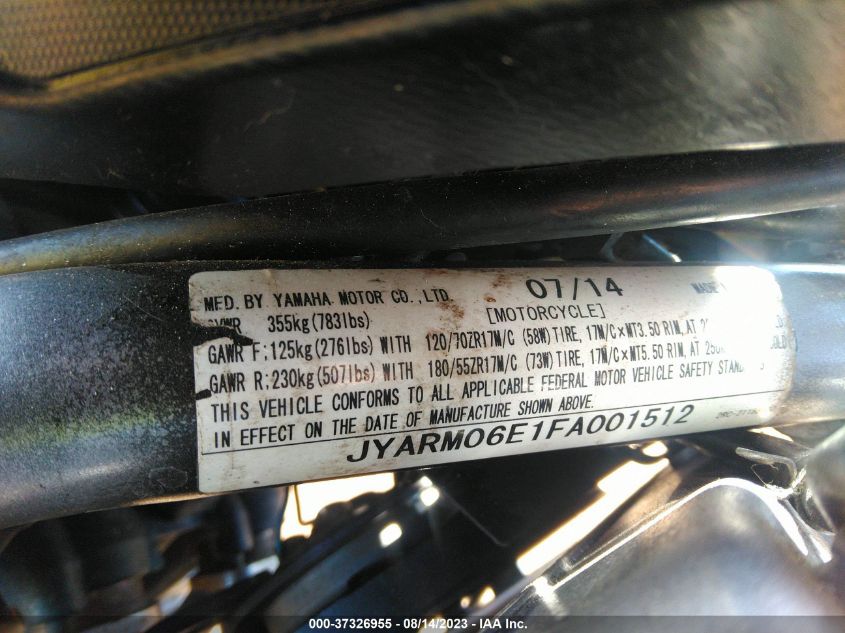 MFD. BY YAMAHA MOTOR CO., LTD. 07/14
355kg(783lbs) [MOTORCYCLE]
GAWR F:125kg(276lbs) WITH 120/70ZR17M/C (58W) TIRE, 17M/C×MT3.50 RIM, AT
GAWR R:230kg(507lbs) WITH 180/55ZR17M/C (73W) TIRE, 17M/C×MT5.50 RIM, AT
THIS VEHICLE CONFORMS TO ALL APPLICABLE FEDERAL MOTOR VEHICLE SAFETY
IN EFFECT ON THE DATE OF MANUFACTURE SHOWN ABOVE.
JYARM06E1FA001512
000-37326955 / 08/14/2023 - IAA Inc.